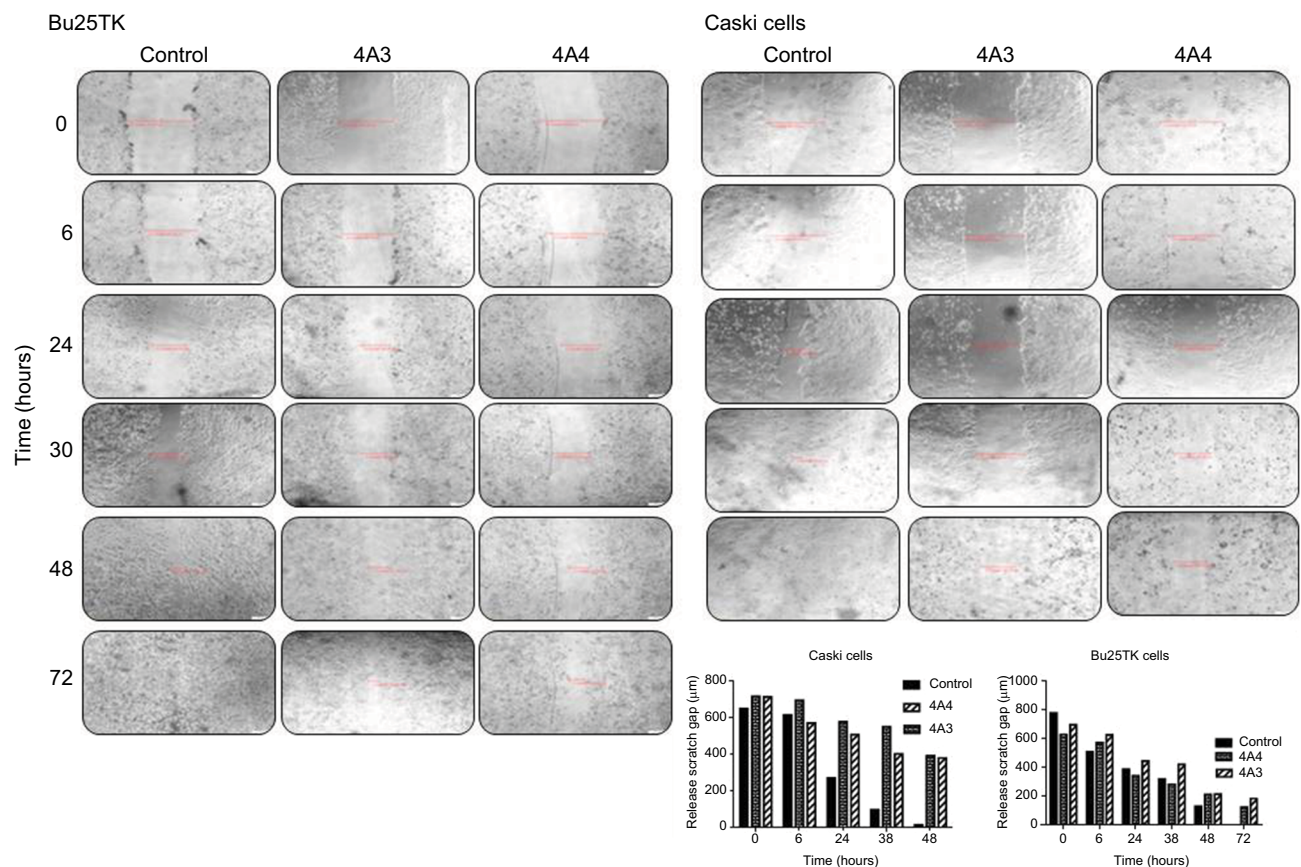 Bu25TK
Control 4A3 4A4
Time (hours)
0
6
24
30
48
72
Caski cells
Control 4A3 4A4
Caski cells
Release scratch gap (μm)
800
600
400
200
0
Control
4A4
4A3
0 6 24 38 48
Time (hours)
Bu25TK cells
Release scratch gap (μm)
1000
800
600
400
200
0
Control
4A4
4A3
0 6 24 38 48 72
Time (hours)